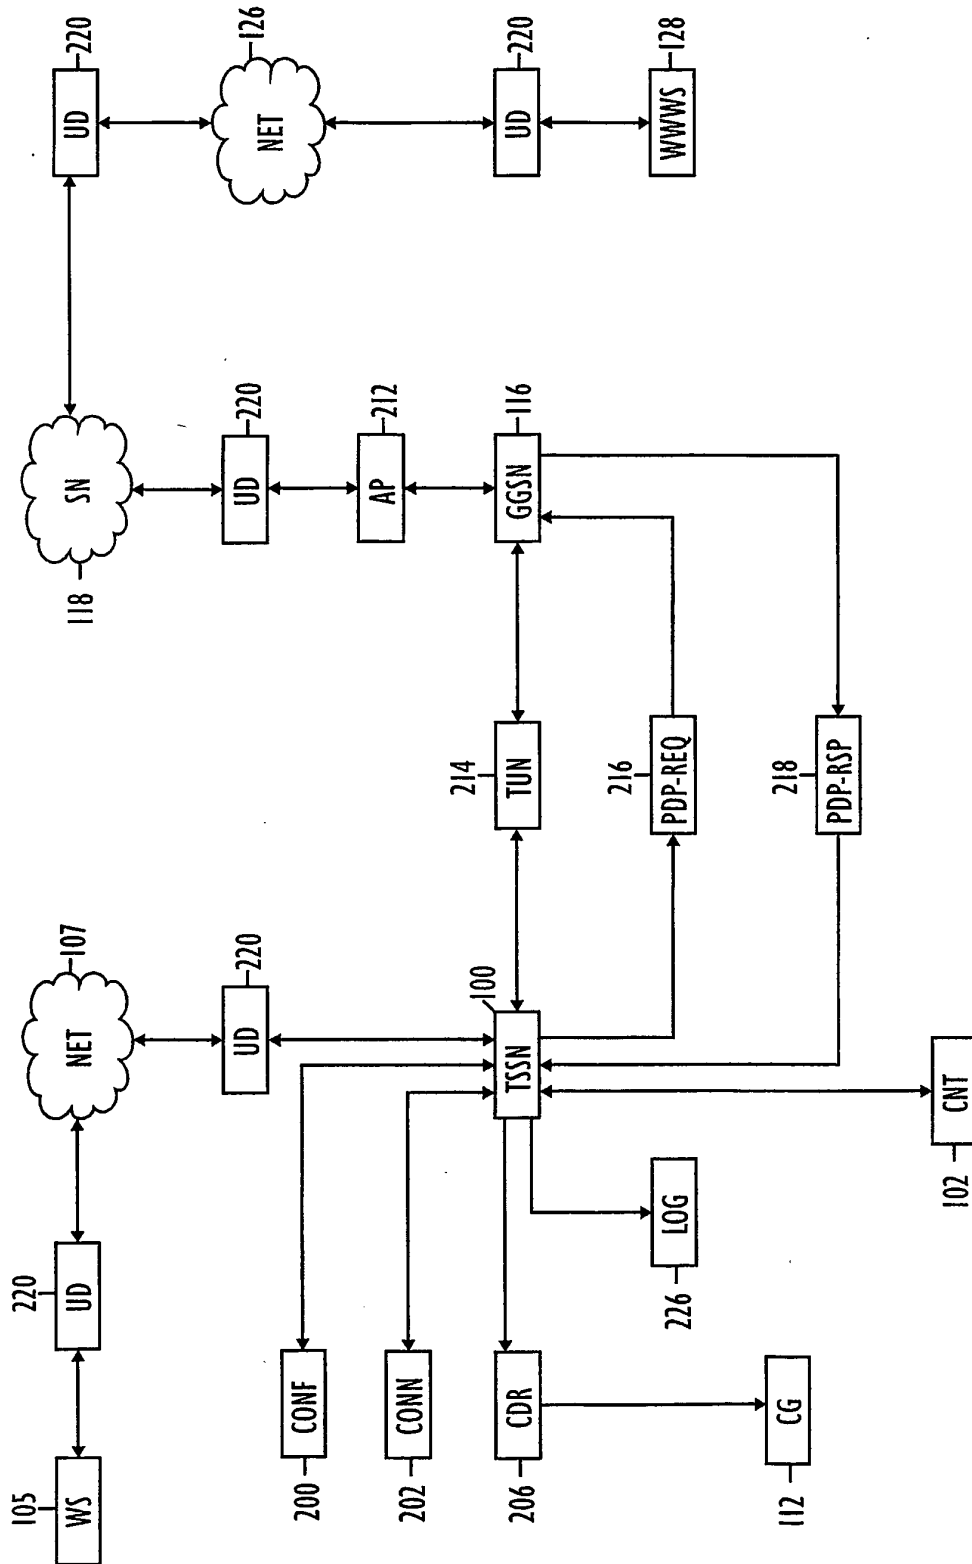 105
WS
220
UD
NET
107
SN
118
UD
220
200
CONF
UD
220
UD
220
NET
126
202
CONN
AP
212
206
CDR
TSSN
100
214
TUN
GGSN
116
UD
220
226
LOG
216
PDP-REQ
WWWS
128
112
CG
218
PDP-RSP
102
CNT